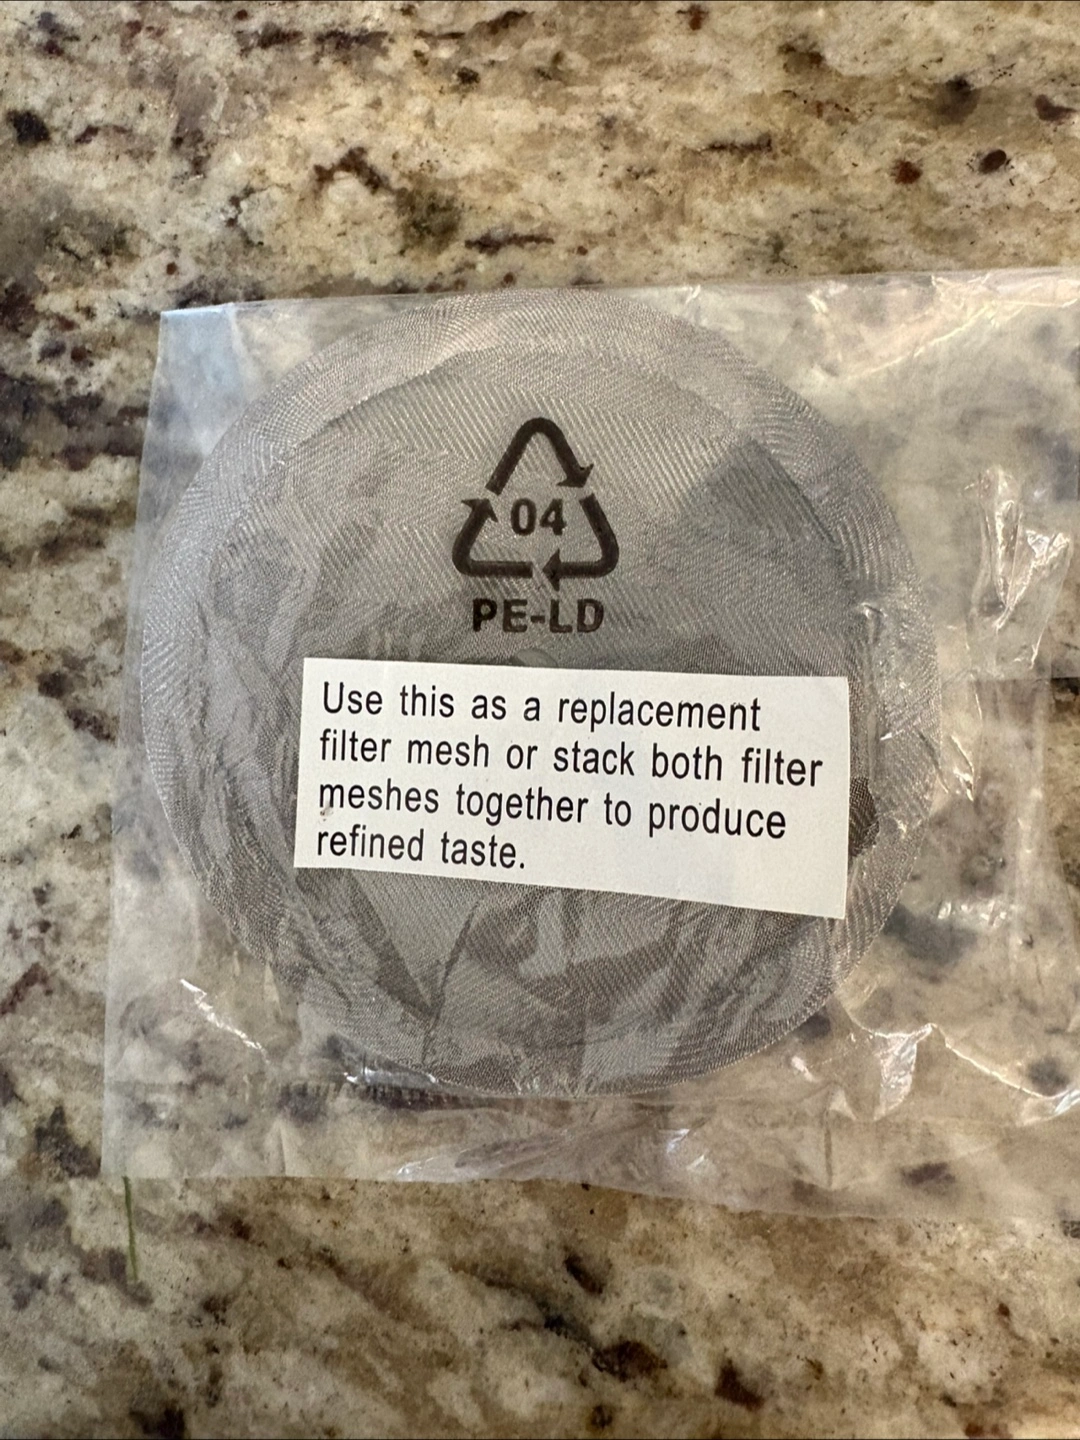 04
PE-LD
Use this as a replacement
filter mesh or stack both filter
meshes together to produce
refined taste.